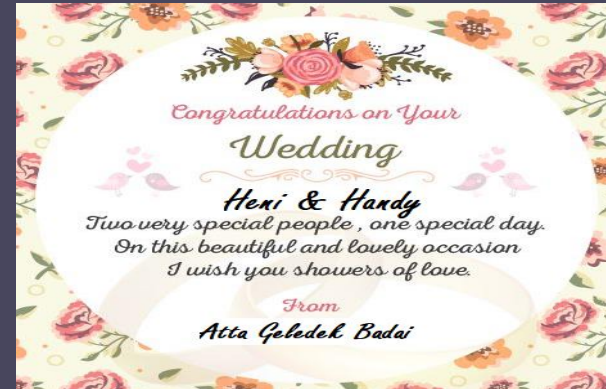 Congratulations on Your
Wedding
Heni & Handy
Two very special people , one special day.
On this beautiful and lovely occasion
I wish you showers of love.
From
Atta Geledek Badai